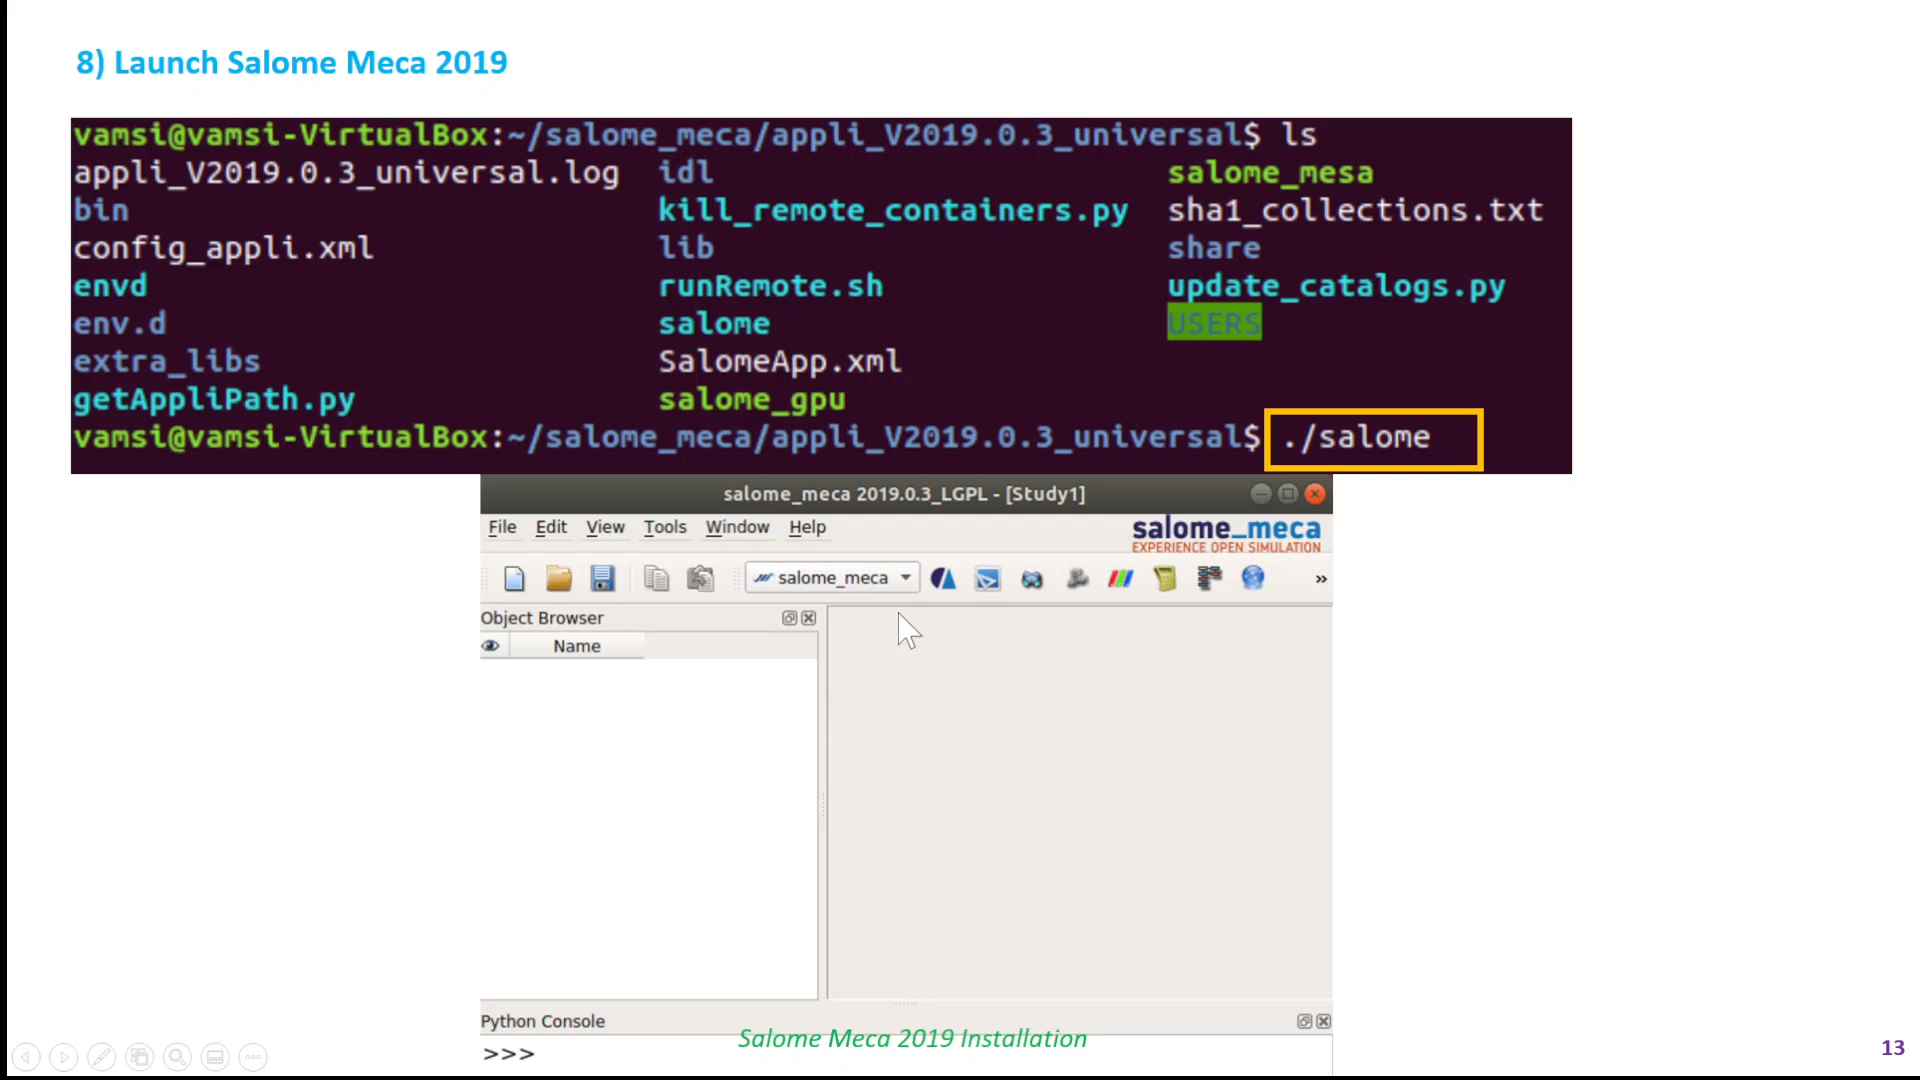 8) Launch Salome Meca 2019
vamsi@vamsi-VirtualBox:~/salome_meca/appli_V2019.0.3_universal$ ls
appli_V2019.0.3_universal.log idl salome_mesa
bin kill_remote_containers.py sha1_collections.txt
config_appli.xml lib share
envd runRemote.sh update_catalogs.py
env.d salome USERS
extra_libs SalomeApp.xml
getAppliPath.py salome_gpu
vamsi@vamsi-VirtualBox:~/salome_meca/appli_V2019.0.3_universal$ ./salome
salome_meca 2019.0.3_LGPL - [Study1]
File Edit View Tools Window Help
salome_meca
EXPERIENCE OPEN SIMULATION
salome_meca »
Object Browser
Name
Python Console
Salome Meca 2019 Installation
>>>
13